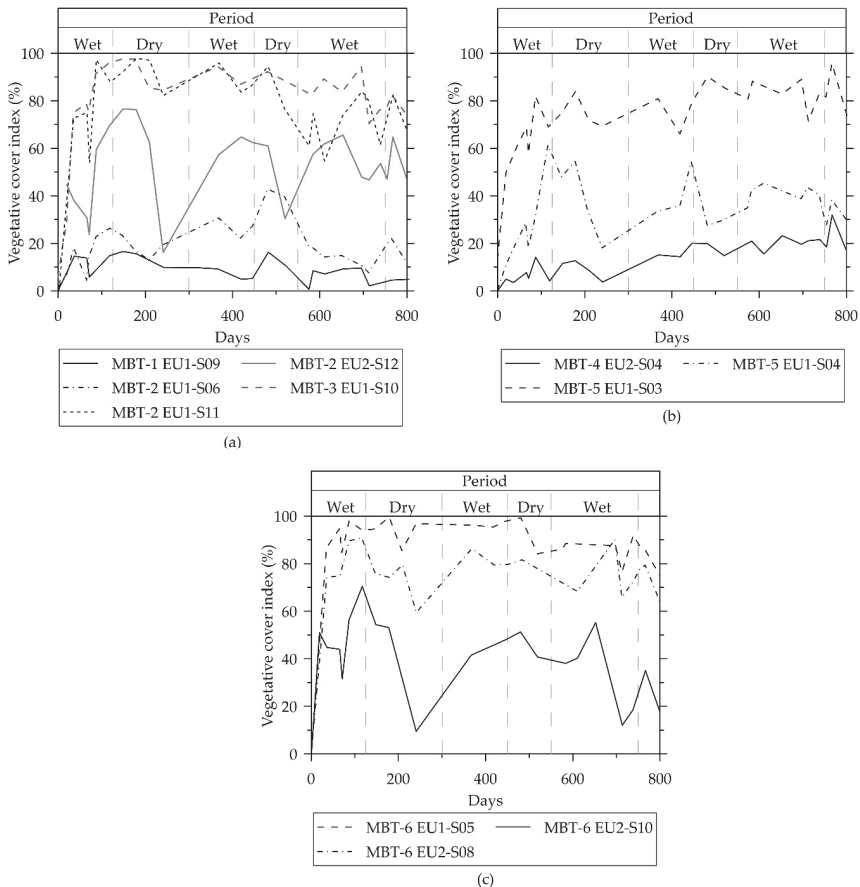 Period
Wet Dry Wet Dry Wet
100
80
60
40
20
0
Vegetative cover index (%)
0 200 400 600 800
Days
MBT-1 EU1-S09 MBT-2 EU2-S12
MBT-2 EU1-S06 MBT-3 EU1-S10
MBT-2 EU1-S11
(a)
Period
Wet Dry Wet Dry Wet
100
80
60
40
20
0
Vegetative cover index (%)
0 200 400 600 800
Days
MBT-4 EU2-S04 MBT-5 EU1-S04
MBT-5 EU1-S03
(b)
Period
Wet Dry Wet Dry Wet
100
80
60
40
20
0
Vegetative cover index (%)
0 200 400 600 800
Days
MBT-6 EU1-S05 MBT-6 EU2-S10
MBT-6 EU2-S08
(c)